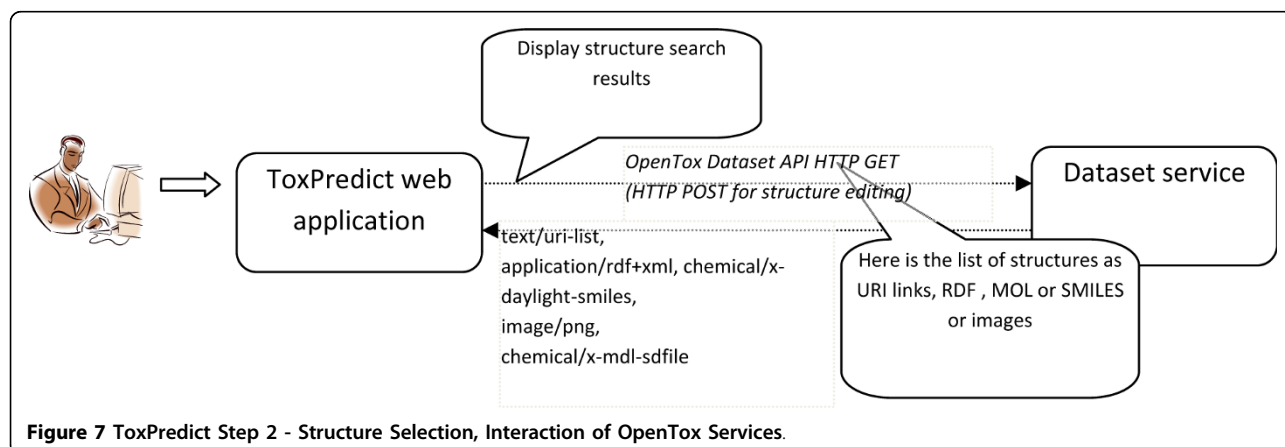 Display structure search
results
ToxPredict web
application
OpenTox Dataset API HTTP GET
(HTTP POST for structure editing)
Dataset service
text/uri-list,
application/rdf+xml, chemical/x-
daylight-smiles,
image/png,
chemical/x-mdl-sdfile
Here is the list of structures as
URI links, RDF , MOL or SMILES
or images
Figure 7 ToxPredict Step 2 - Structure Selection, Interaction of OpenTox Services.